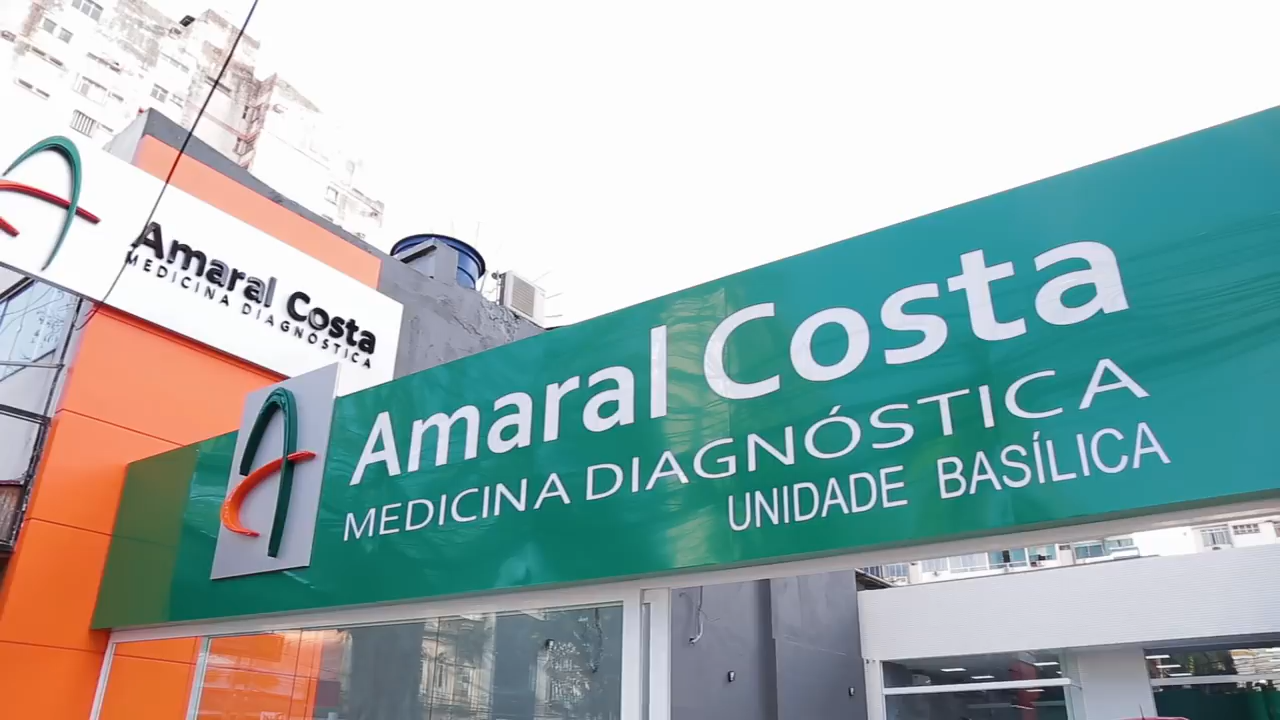 Amaral Costa
MEDICINA DIAGNÓSTICA
Amaral Costa
MEDICINA DIAGNÓSTICA
UNIDADE BASÍLICA